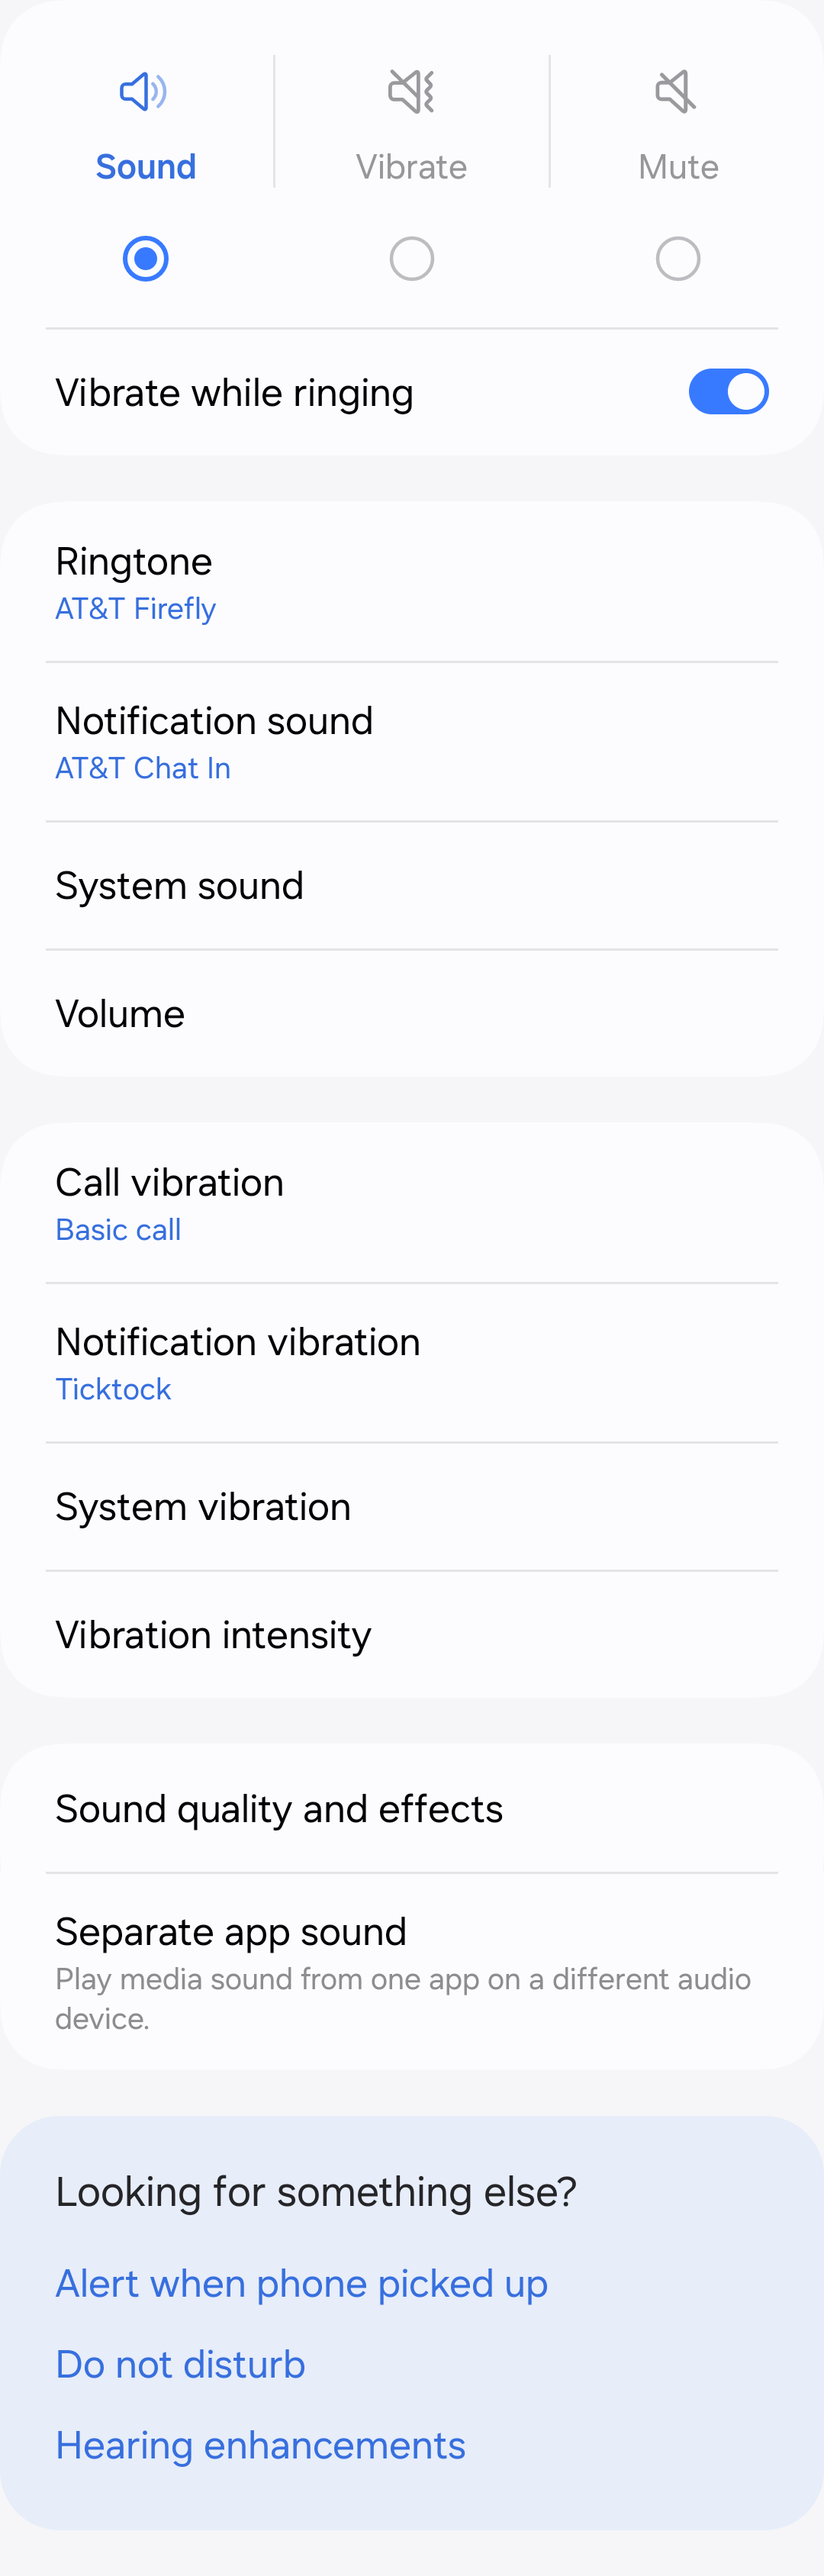 Sound
Vibrate
Mute
Vibrate while ringing
Ringtone
AT&T Firefly
Notification sound
AT&T Chat In
System sound
Volume
Call vibration
Basic call
Notification vibration
Ticktock
System vibration
Vibration intensity
Sound quality and effects
Separate app sound
Play media sound from one app on a different audio
device.
Looking for something else?
Alert when phone picked up
Do not disturb
Hearing enhancements